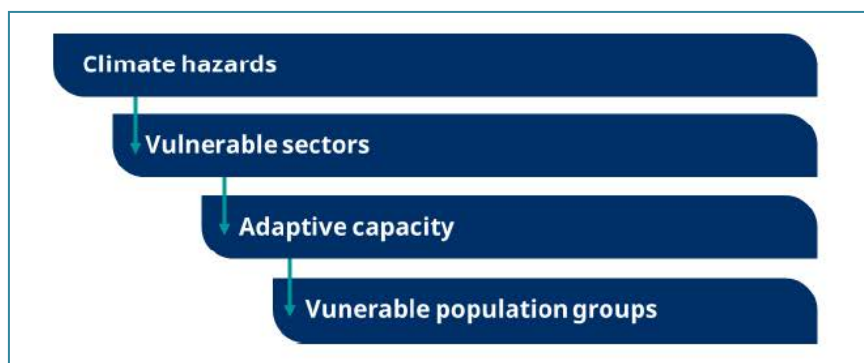 Climate hazards
Vulnerable sectors
Adaptive capacity
Vunerable population groups